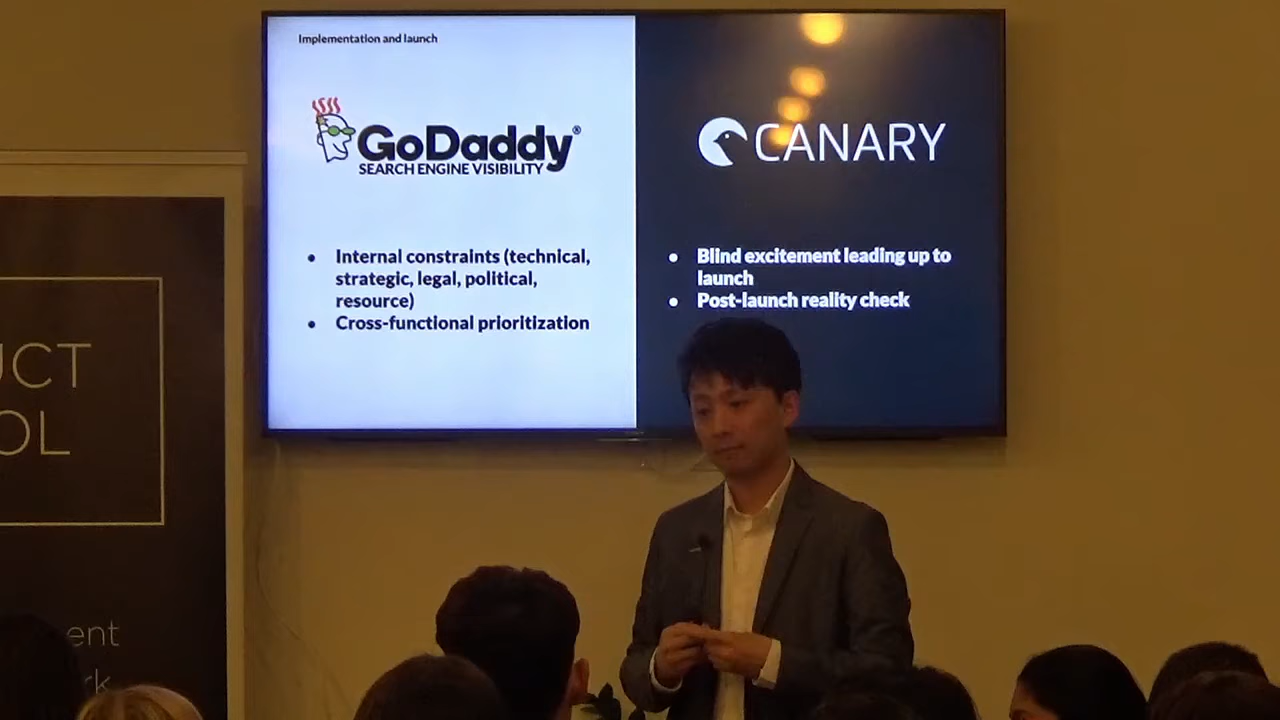 Implementation and launch
GoDaddy®
SEARCH ENGINE VISIBILITY
• Internal constraints (technical,
strategic, legal, political,
resource)
• Cross-functional prioritization
CANARY
• Blind excitement leading up to
launch
• Post-launch reality check
UCT
OL
ent
rk